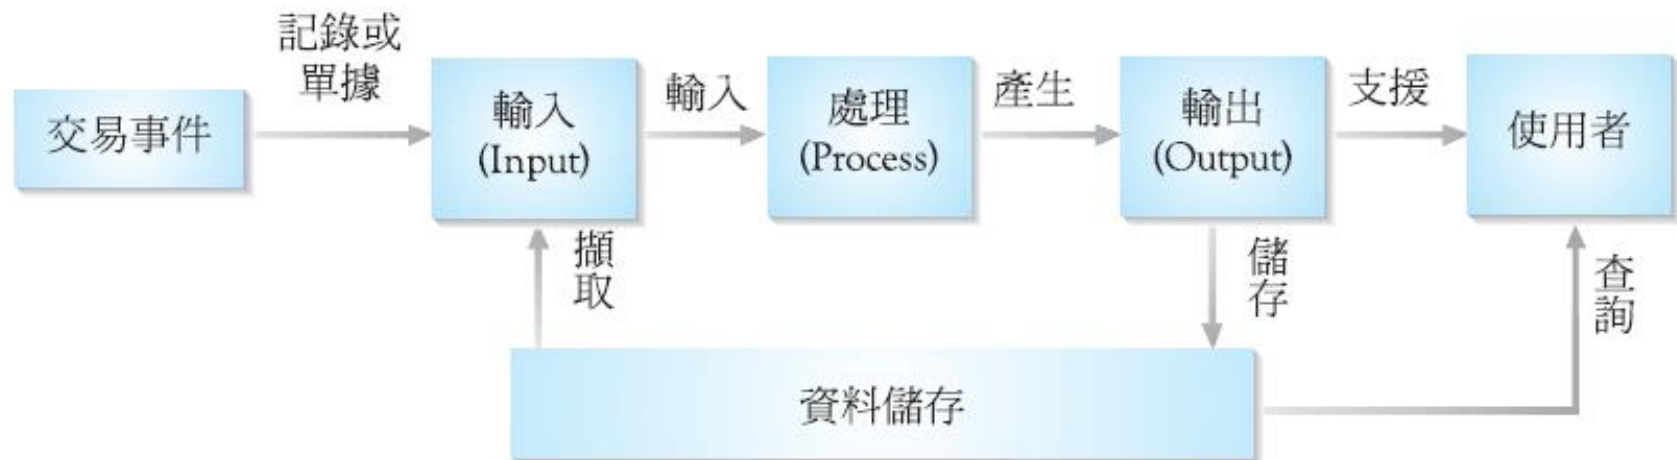 交易事件
記錄或
單據
輸入
(Input)
輸入
處理
(Process)
產生
輸出
(Output)
支援
使用者
擷取
儲存
查詢
資料儲存